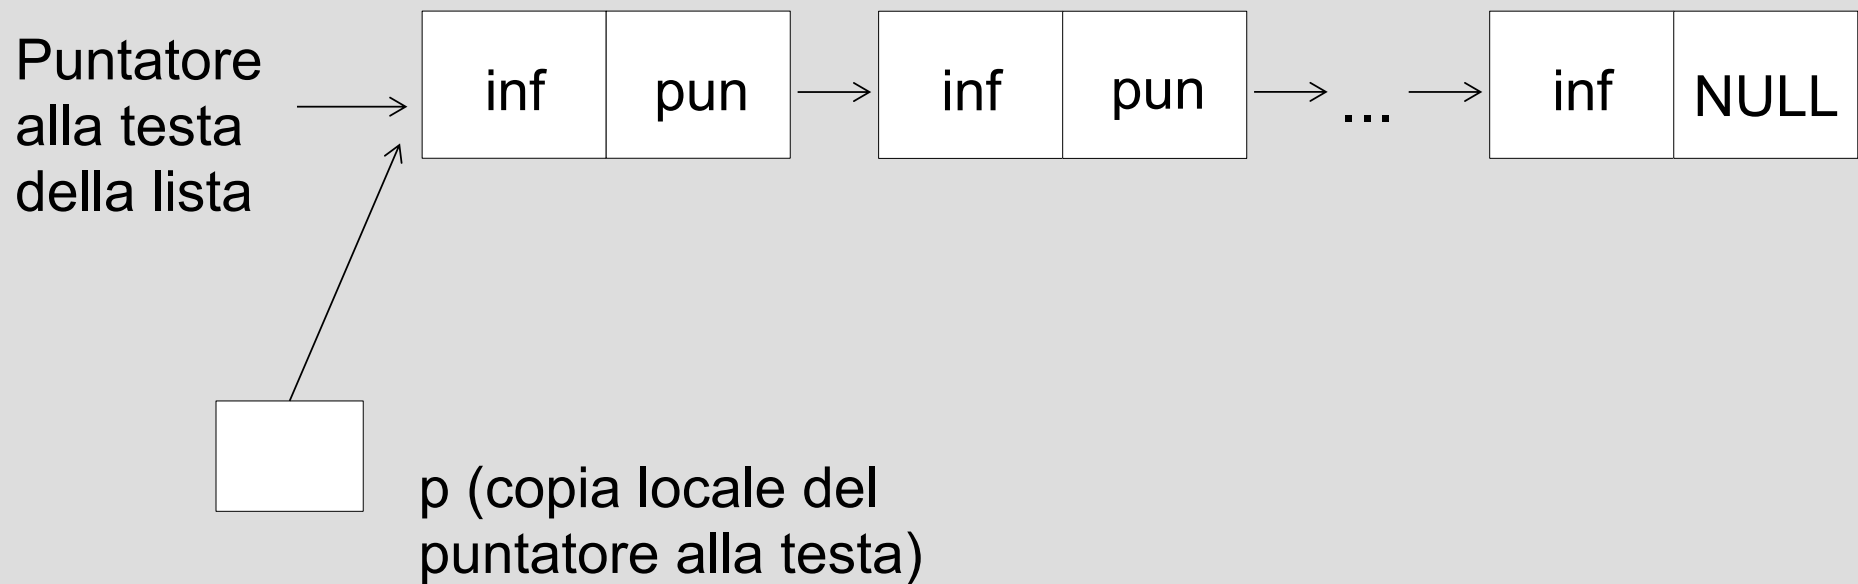 Puntatore
alla testa
della lista
inf pun inf pun ... inf NULL
p (copia locale del
puntatore alla testa)